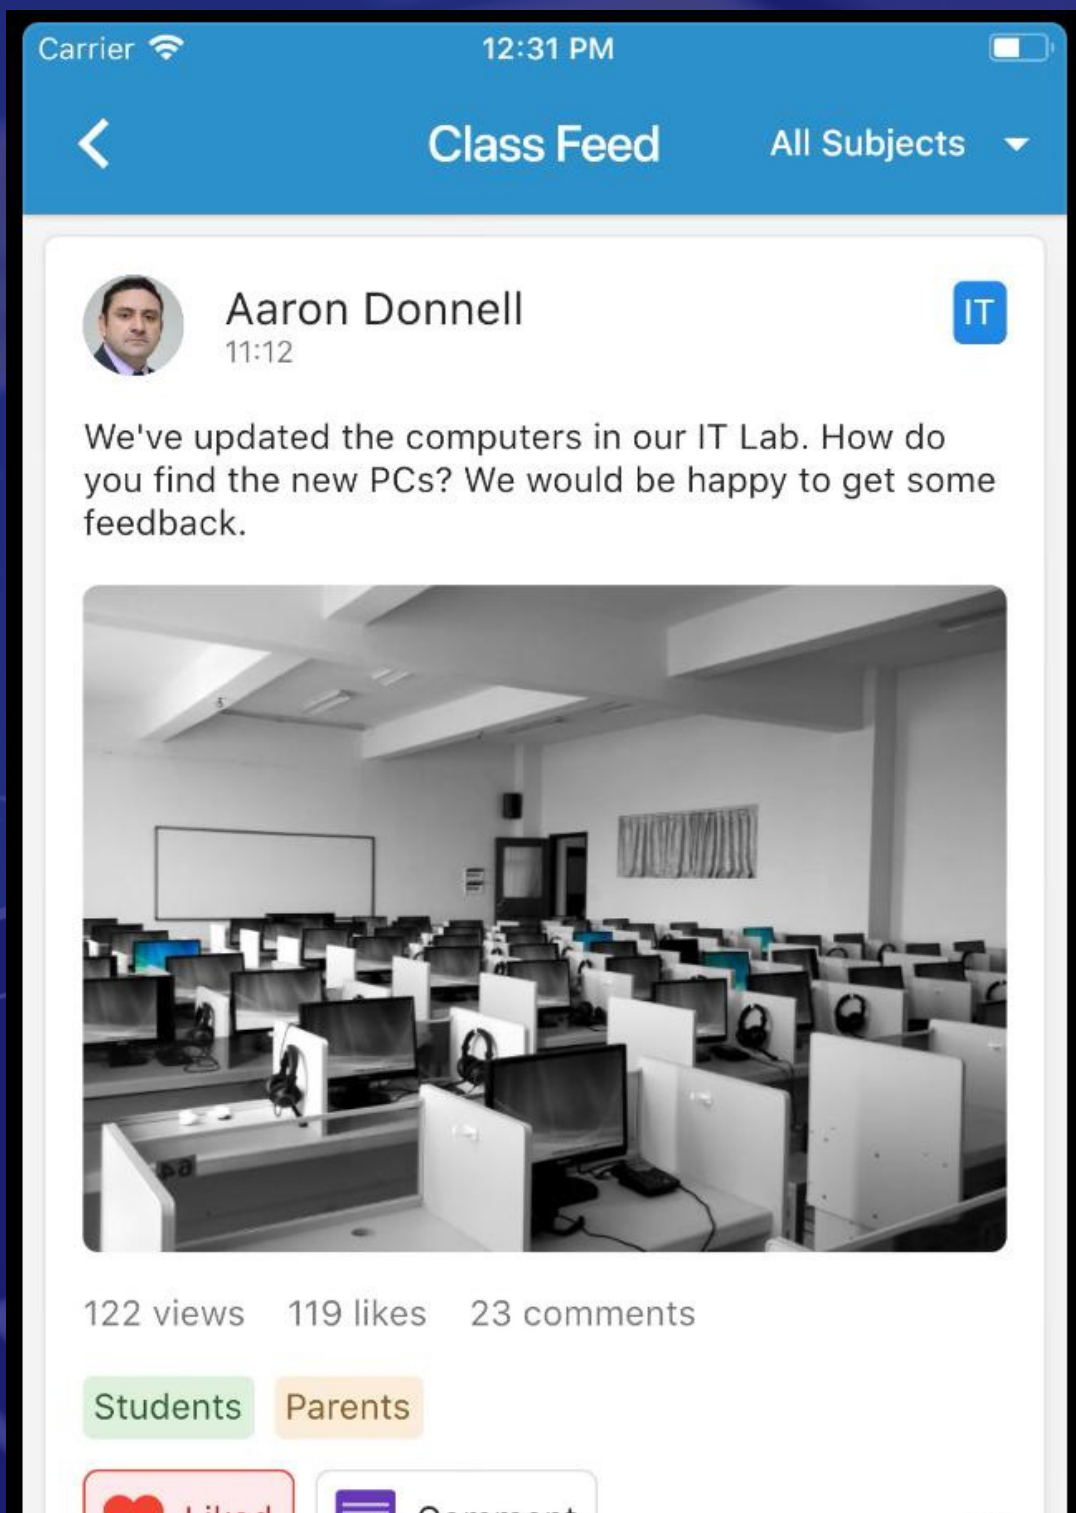 Carrier
12:31 PM
Class Feed
All Subjects
Aaron Donnell
IT
11:12
We've updated the computers in our IT Lab. How do
you find the new PCs? We would be happy to get some
feedback.
122 views 119 likes 23 comments
Students Parents
Liked Comment